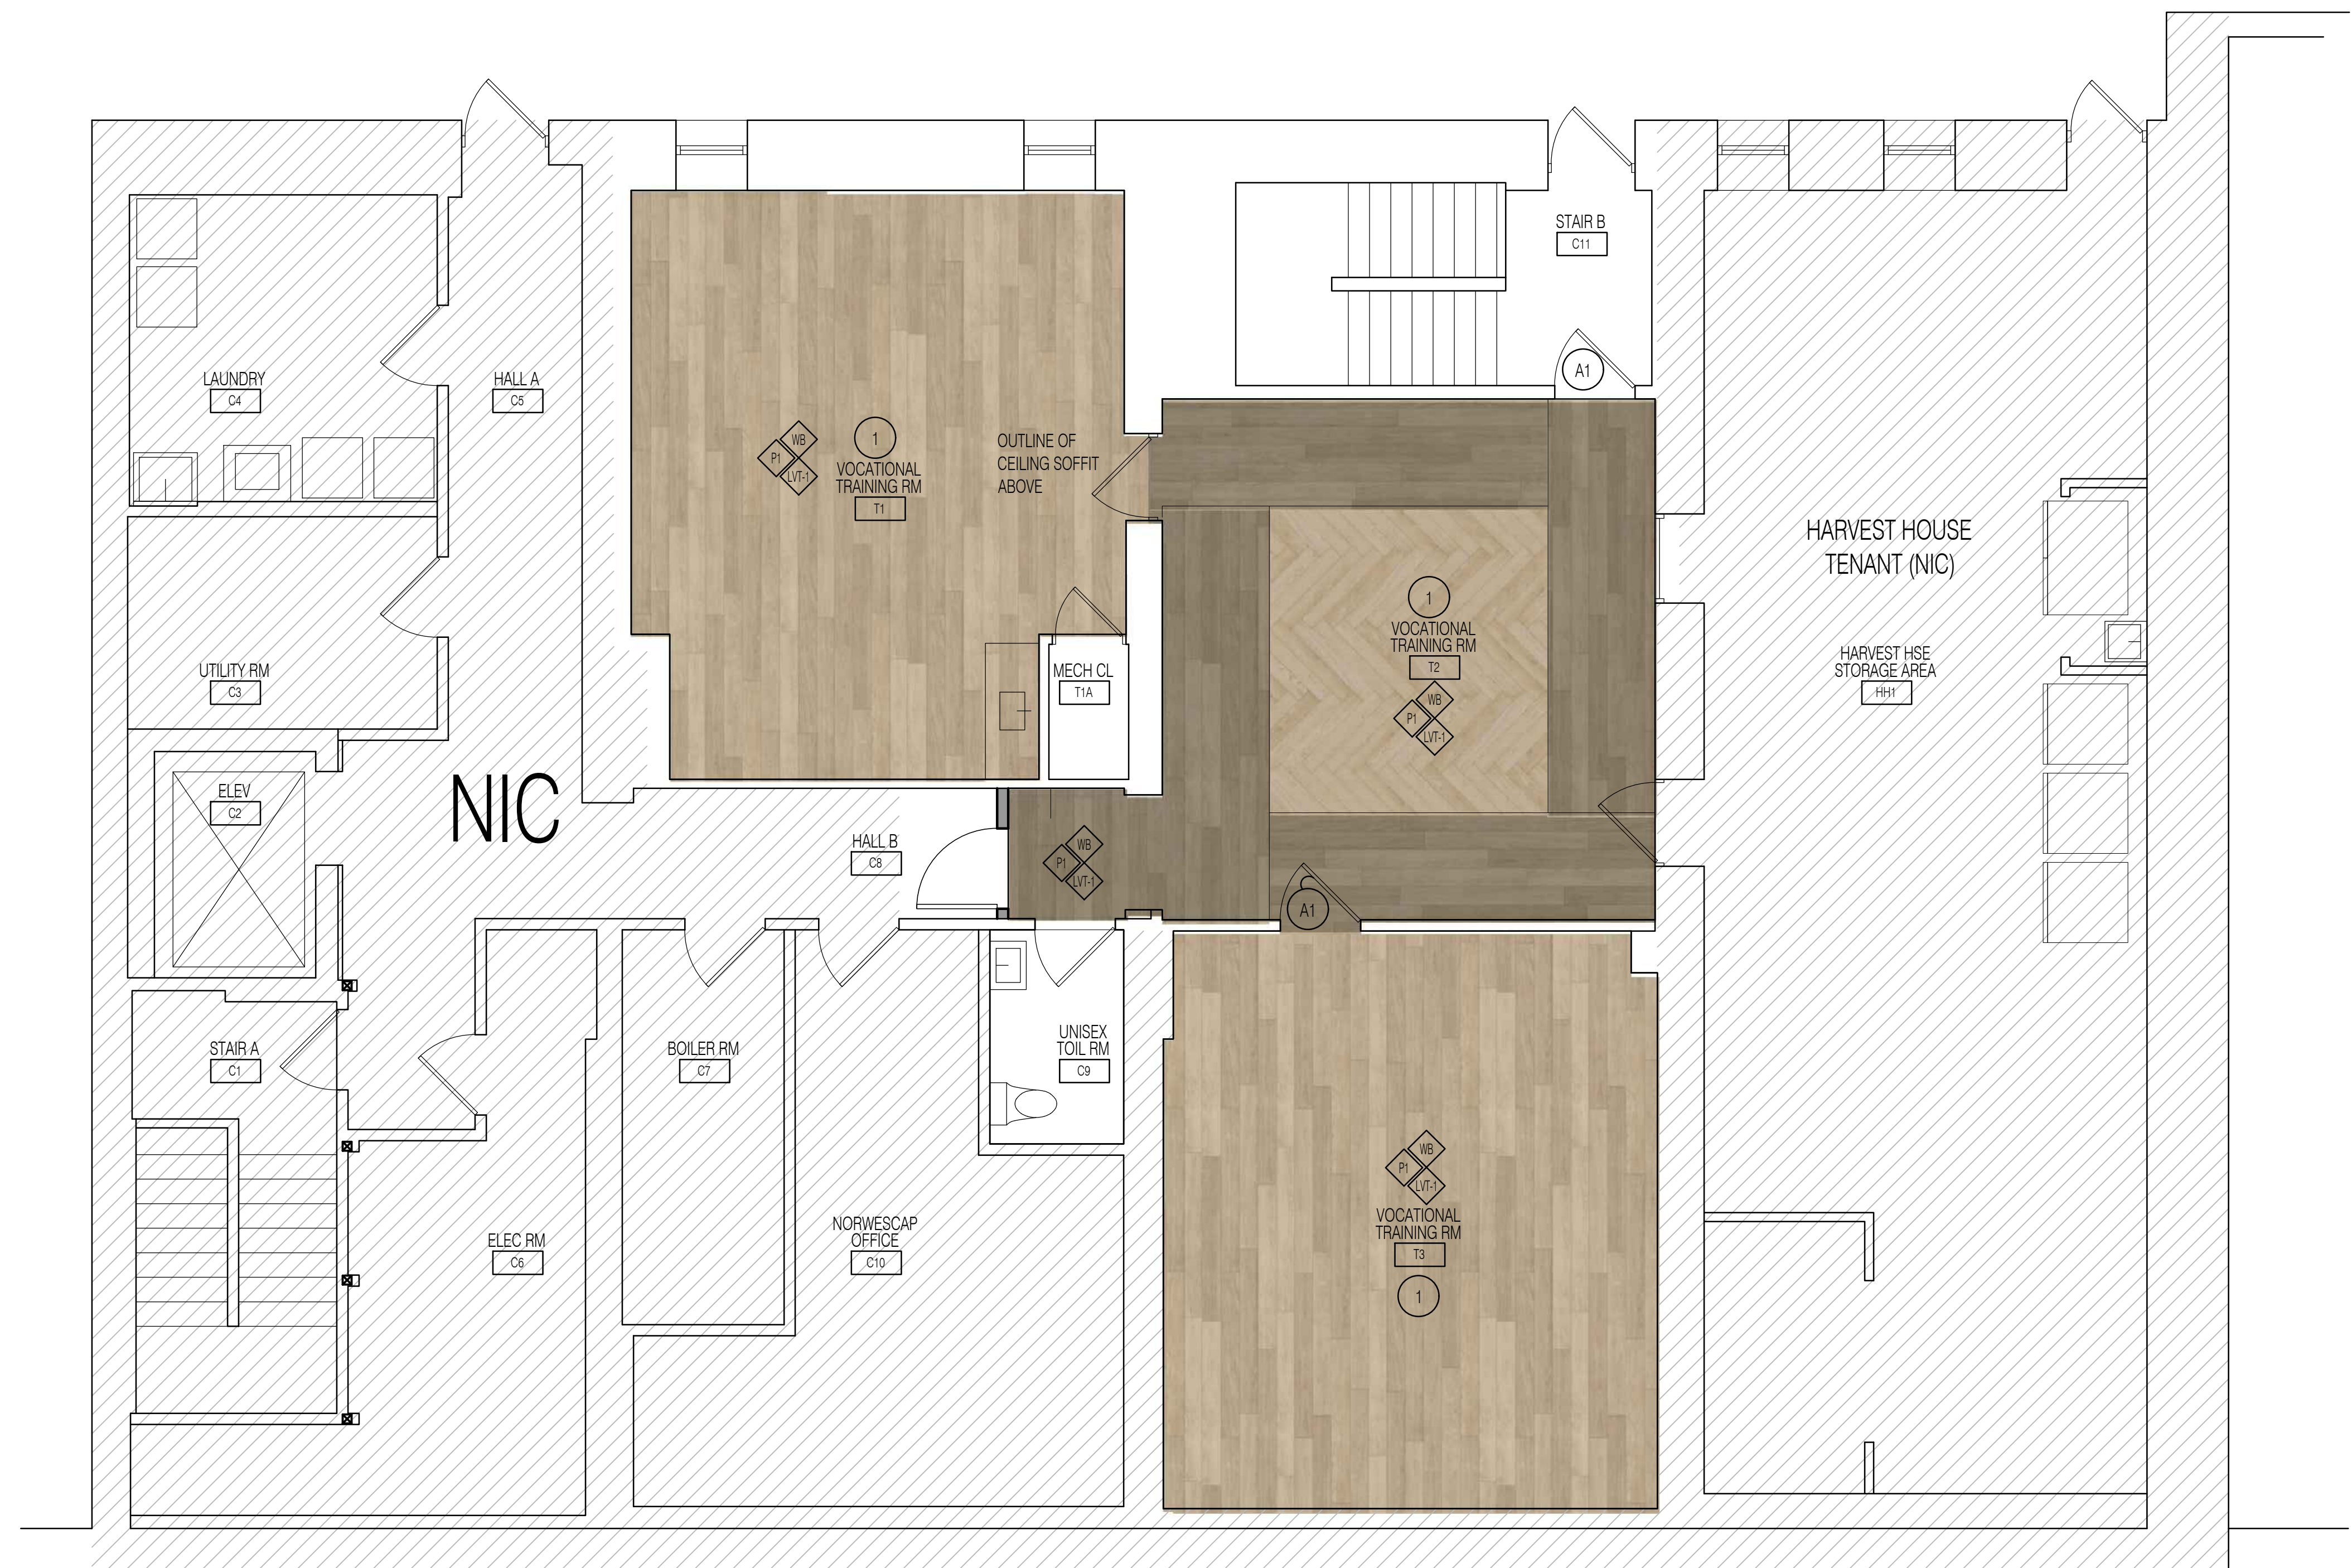 STAIR B
C11
A1
LAUNDRY
C4
HALL A
C5
WB
P1
LVT-1
1
VOCATIONAL
TRAINING RM
T1
OUTLINE OF
CEILING SOFFIT
ABOVE
HARVEST HOUSE
TENANT (NIC)
1
VOCATIONAL
TRAINING RM
T2
WB
P1
LVT-1
UTILITY RM
C3
MECH CL
T1A
HARVEST HSE
STORAGE AREA
HH1
ELEV
C2
NIC
HALL B
C8
WB
P1
LVT-1
A1
STAIR A
C1
BOILER RM
C7
UNISEX
TOIL RM
C9
WB
P1
LVT-1
VOCATIONAL
TRAINING RM
T3
1
ELEC RM
C6
NORWESCAP
OFFICE
C10